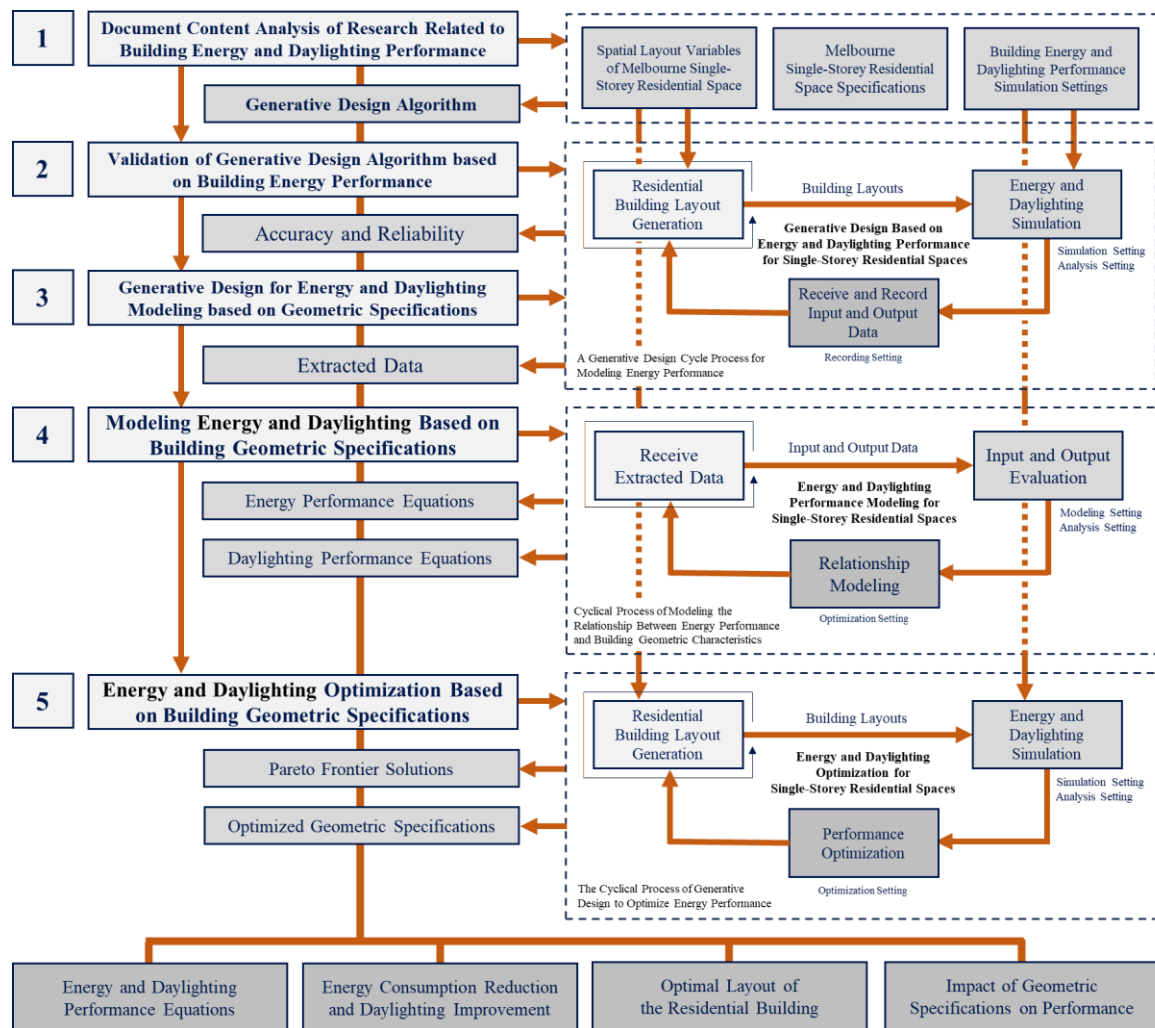 1
Document Content Analysis of Research Related to
Building Energy and Daylighting Performance
Generative Design Algorithm
Spatial Layout Variables
of Melbourne Single-
Storey Residential Space
Melbourne
Single-Storey Residential
Space Specifications
Building Energy and
Daylighting Performance
Simulation Settings
2
Validation of Generative Design Algorithm based
on Building Energy Performance
Accuracy and Reliability
3
Generative Design for Energy and Daylighting
Modeling based on Geometric Specifications
Extracted Data
Residential
Building Layout
Generation
Building Layouts
Energy and
Daylighting
Simulation
Generative Design Based on
Energy and Daylighting Performance
for Single-Storey Residential Spaces
Simulation Setting
Analysis Setting
Receive and Record
Input and Output
Data
Recording Setting
A Generative Design Cycle Process for
Modeling Energy Performance
4
Modeling Energy and Daylighting Based on
Building Geometric Specifications
Energy Performance Equations
Daylighting Performance Equations
Receive
Extracted Data
Input and Output Data
Input and Output
Evaluation
Energy and Daylighting
Performance Modeling for
Single-Storey Residential Spaces
Modeling Setting
Analysis Setting
Relationship
Modeling
Optimization Setting
Cyclical Process of Modeling the
Relationship Between Energy Performance
and Building Geometric Characteristics
5
Energy and Daylighting Optimization Based
on Building Geometric Specifications
Pareto Frontier Solutions
Optimized Geometric Specifications
Residential
Building Layout
Generation
Building Layouts
Energy and
Daylighting
Simulation
Energy and Daylighting
Optimization for
Single-Storey Residential Spaces
Simulation Setting
Analysis Setting
Performance
Optimization
Optimization Setting
The Cyclical Process of Generative
Design to Optimize Energy Performance
Energy and Daylighting
Performance Equations
Energy Consumption Reduction
and Daylighting Improvement
Optimal Layout of
the Residential Building
Impact of Geometric
Specifications on Performance